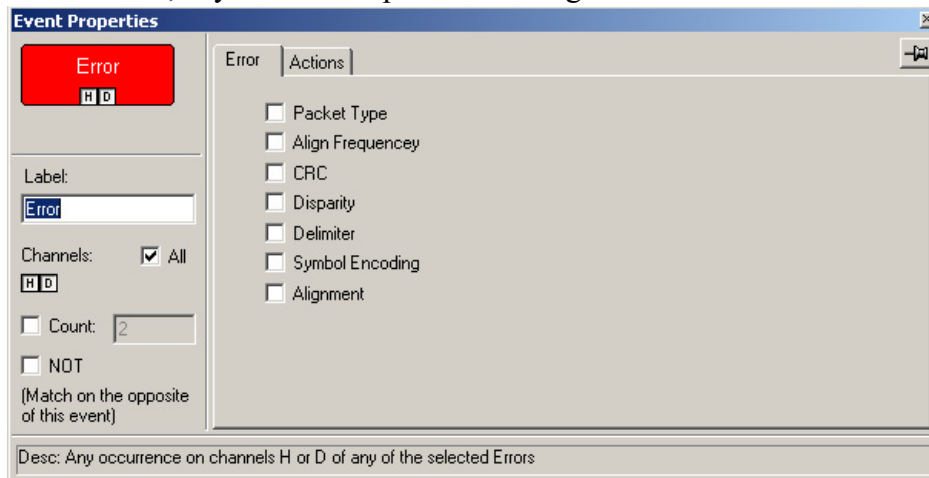 Event Properties
Error
H D
Label:
Error
Channels: All
H D
Count: 2
NOT
(Match on the opposite
of this event)
Error Actions
Packet Type
Align Frequencey
CRC
Disparity
Delimiter
Symbol Encoding
Alignment
Desc: Any occurrence on channels H or D of any of the selected Errors